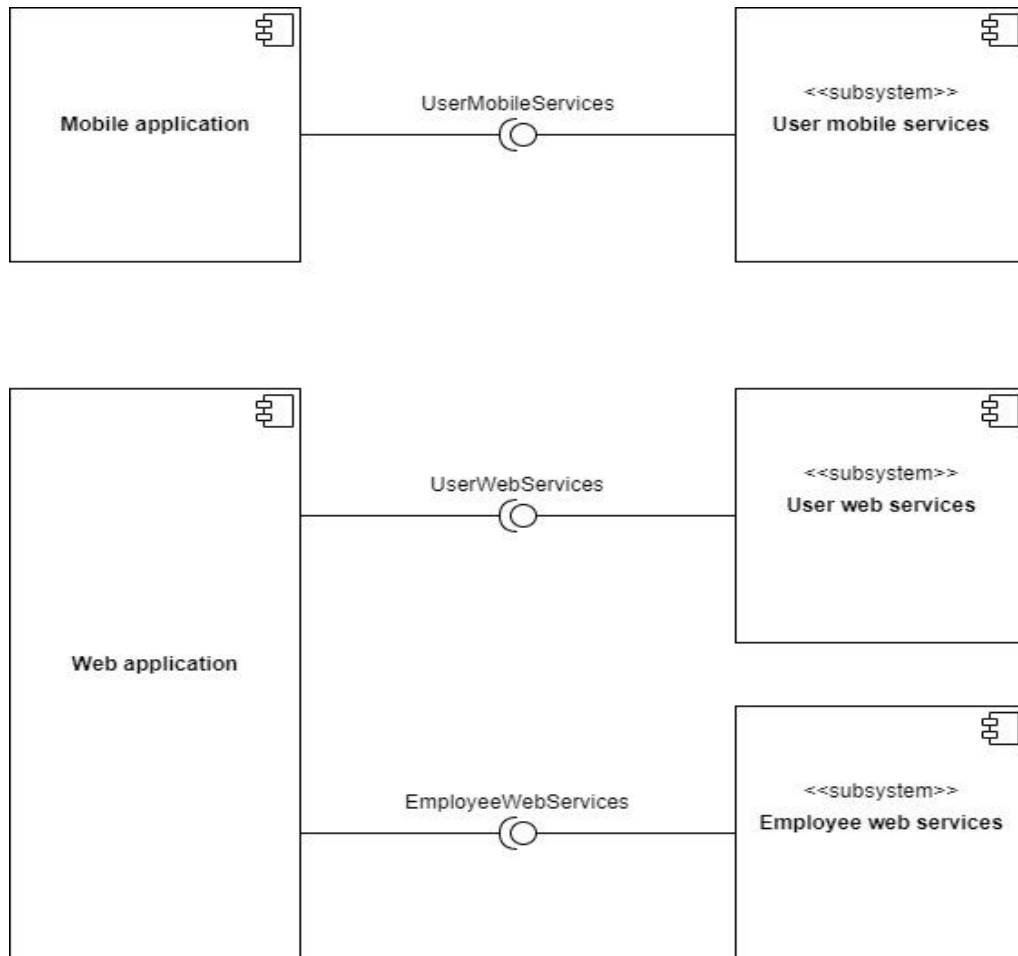 UserMobileServices
<<subsystem>>
Mobile application
User mobile services
UserWebServices
<<subsystem>>
User web services
Web application
EmployeeWebServices
<<subsystem>>
Employee web services